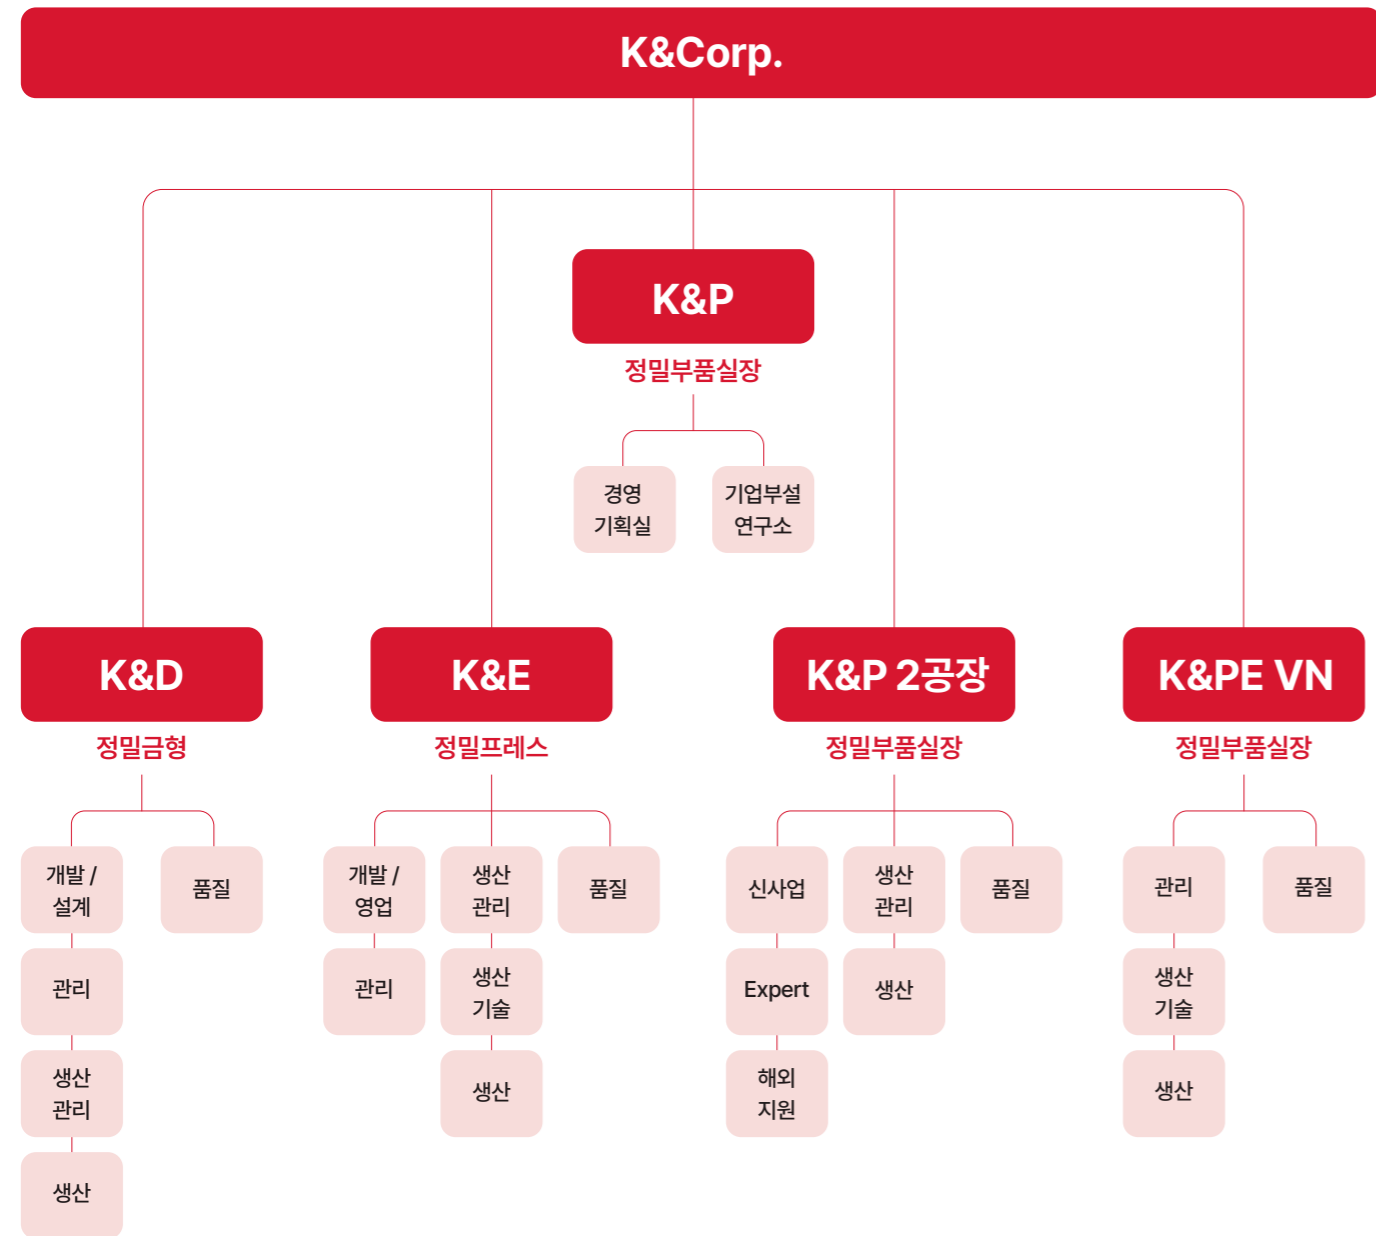 K&Corp.
K&P
정밀부품실장
경영
기획실
기업부설
연구소
K&D
정밀금형
개발 /
설계
관리
생산
관리
생산
품질
K&E
정밀프레스
개발 /
영업
관리
생산
관리
생산
기술
생산
품질
K&P 2공장
정밀부품실장
신사업
Expert
해외
지원
생산
관리
생산
품질
K&PE VN
정밀부품실장
관리
생산
기술
생산
품질